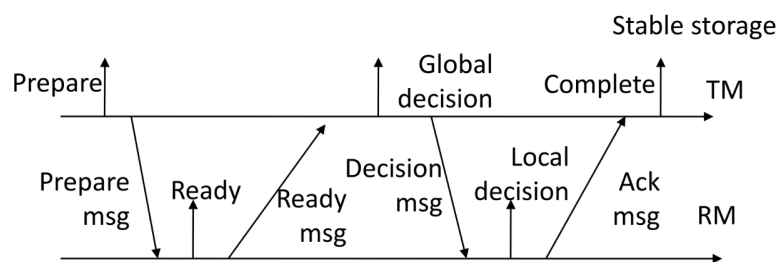 Stable storage
Prepare
Global
decision
Complete
TM
Prepare
msg
Ready
Ready
msg
Decision
msg
Local
decision
Ack
msg
RM